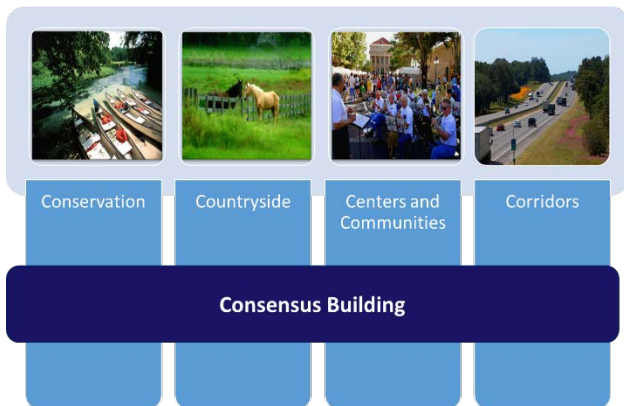 Conservation
Countryside
Centers and
Communities
Corridors
Consensus Building